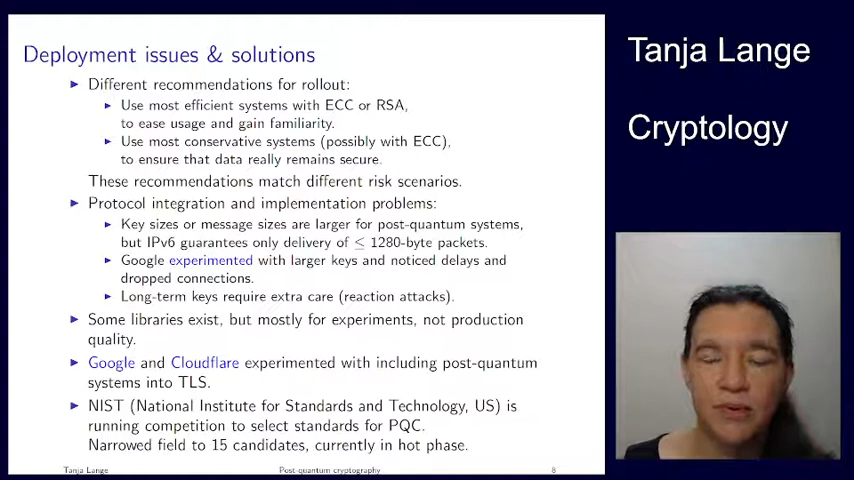 Deployment issues & solutions
Different recommendations for rollout:
Use most efficient systems with ECC or RSA,
to ease usage and gain familiarity.
Use most conservative systems (possibly with ECC),
to ensure that data really remains secure.
These recommendations match different risk scenarios.
Protocol integration and implementation problems:
Key sizes or message sizes are larger for post-quantum systems,
but IPv6 guarantees only delivery of ≤ 1280-byte packets.
Google experimented with larger keys and noticed delays and
dropped connections.
Long-term keys require extra care (reaction attacks).
Some libraries exist, but mostly for experiments, not production
quality.
Google and Cloudflare experimented with including post-quantum
systems into TLS.
NIST (National Institute for Standards and Technology, US) is
running competition to select standards for PQC.
Narrowed field to 15 candidates, currently in hot phase.
Tanja Lange
Post-quantum cryptography
8
Tanja Lange
Cryptology